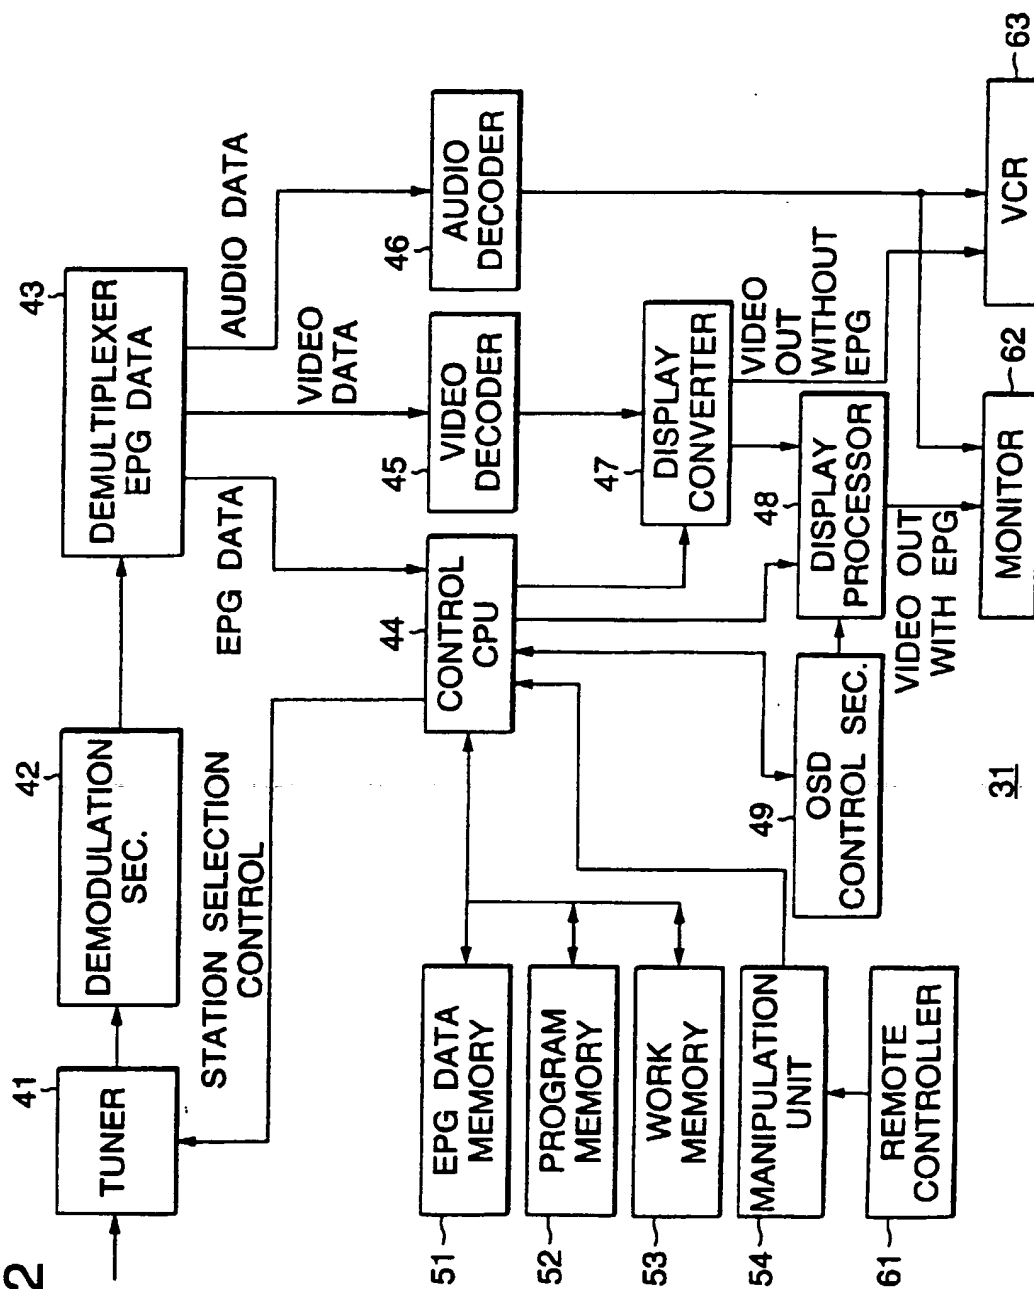 2
41
TUNER
42
DEMODULATION
SEC.
43
DEMULTIPLEXER
EPG DATA
STATION SELECTION
CONTROL
EPG DATA
VIDEO
DATA
AUDIO DATA
44
CONTROL
CPU
45
VIDEO
DECODER
46
AUDIO
DECODER
51
EPG DATA
MEMORY
52
PROGRAM
MEMORY
53
WORK
MEMORY
54
MANIPULATION
UNIT
61
REMOTE
CONTROLLER
47
DISPLAY
CONVERTER
VIDEO
OUT
WITHOUT
EPG
48
DISPLAY
PROCESSOR
49
OSD
CONTROL SEC.
VIDEO OUT
WITH EPG
62
MONITOR
63
VCR
31